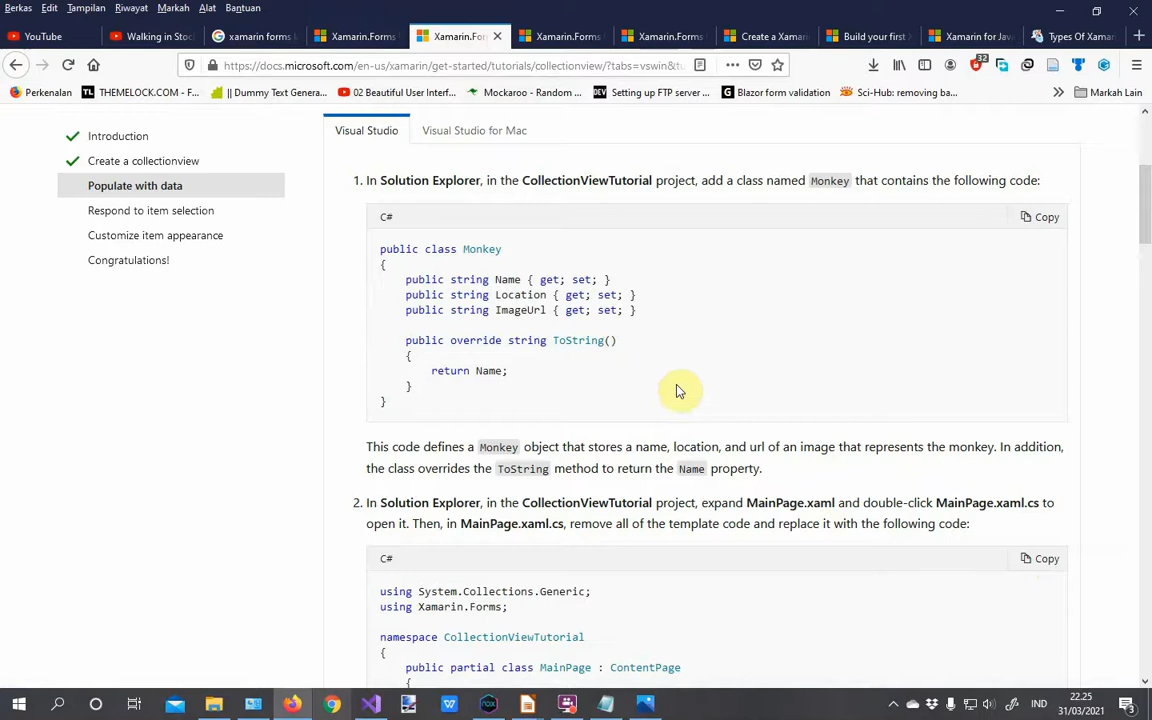 Berkas Edit Tampilan Riwayat Markah Alat Bantuan
YouTube
Walking in Stoc
xamarin forms l
Xamarin.Forms
Xamarin.For
Xamarin.Forms
Xamarin.Forms
Create a Xama
Build your first
Xamarin for Jav
Types Of Xama
https://docs.microsoft.com/en-us/xamarin/get-started/tutorials/collectionview/?tabs=vswin&tu
32
Perkenalan
THEMELOCK.COM - F...
|| Dummy Text Genera...
02 Beautiful User Interf...
Mockaroo - Random ...
Setting up FTP server ...
Blazor form validation
Sci-Hub: removing ba...
Markah Lain
Introduction
Create a collectionview
Populate with data
Respond to item selection
Customize item appearance
Congratulations!
Visual Studio Visual Studio for Mac
1. In Solution Explorer, in the CollectionViewTutorial project, add a class named Monkey that contains the following code:
C# Copy
public class Monkey
{
public string Name { get; set; }
public string Location { get; set; }
public string ImageUrl { get; set; }
public override string ToString()
{
return Name;
}
}
This code defines a Monkey object that stores a name, location, and url of an image that represents the monkey. In addition,
the class overrides the ToString method to return the Name property.
2. In Solution Explorer, in the CollectionViewTutorial project, expand MainPage.xaml and double-click MainPage.xaml.cs to
open it. Then, in MainPage.xaml.cs, remove all of the template code and replace it with the following code:
C# Copy
using System.Collections.Generic;
using Xamarin.Forms;
namespace CollectionViewTutorial
{
public partial class MainPage : ContentPage
{
IND
22.25
31/03/2021
3